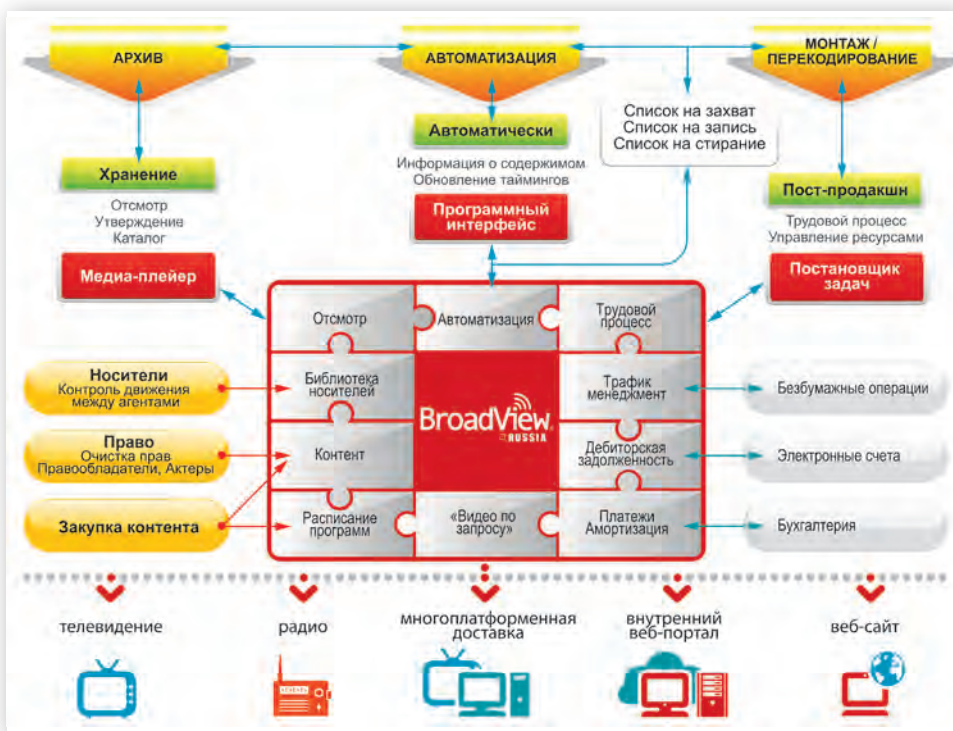 АРХИВ
АВТОМАТИЗАЦИЯ
МОНТАЖ /
ПЕРЕКОДИРОВАНИЕ
Список на захват
Список на запись
Список на стирание
Автоматически
Информация о содержимом
Обновление таймингов
Программный
интерфейс
Хранение
Отсмотр
Утверждение
Каталог
Медиа-плейер
Пост-продакшн
Трудовой процесс
Управление ресурсами
Постановщик
задач
Отсмотр
Автоматизация
Трудовой
процесс
Носители
Контроль движения
между агентами
Библиотека
носителей
BroadView®
RUSSIA
Трафик
менеджмент
Безбумажные операции
Право
Очистка прав
Правообладатели, Актеры
Контент
Дебиторская
задолженность
Электронные счета
Закупка контента
Расписание
программ
«Видео по
запросу»
Платежи
Амортизация
Бухгалтерия
телевидение
радио
многоплатформенная
доставка
внутренний
веб-портал
веб-сайт